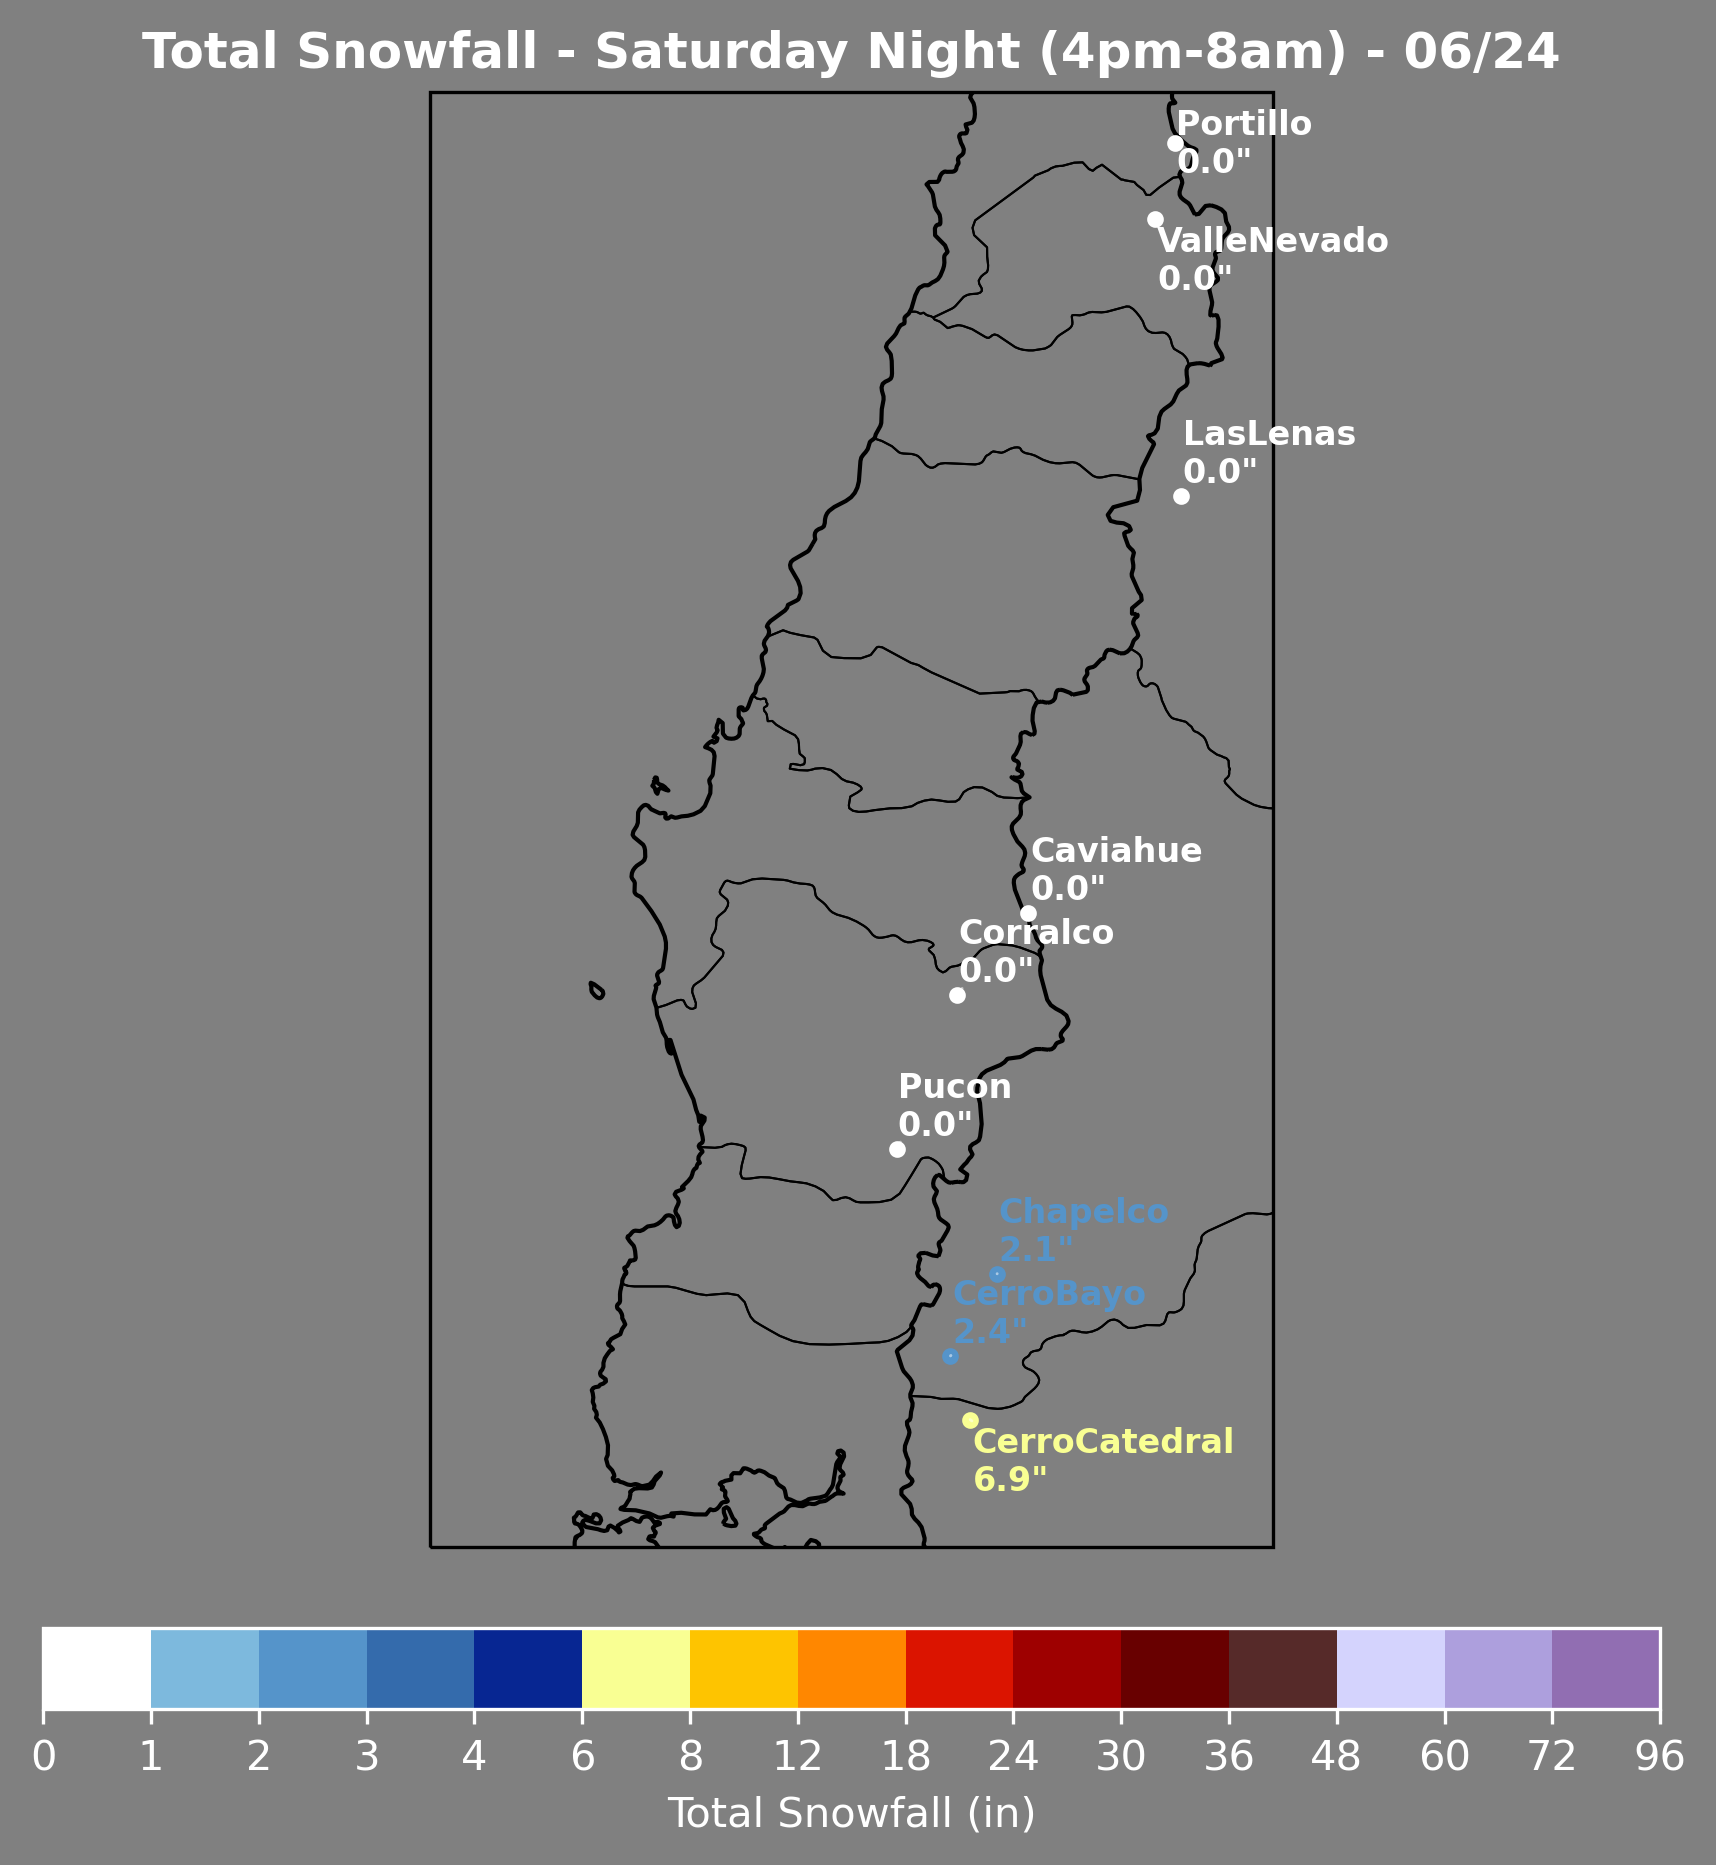 Total Snowfall - Saturday Night (4pm-8am) - 06/24
Portillo
0.0"
ValleNevado
0.0"
LasLenas
0.0"
Caviahue
0.0"
Corralco
0.0"
Pucon
0.0"
Chapelco
2.1"
CerroBayo
2.4"
CerroCatedral
6.9"
0 1 2 3 4 6 8 12 18 24 30 36 48 60 72 96
Total Snowfall (in)